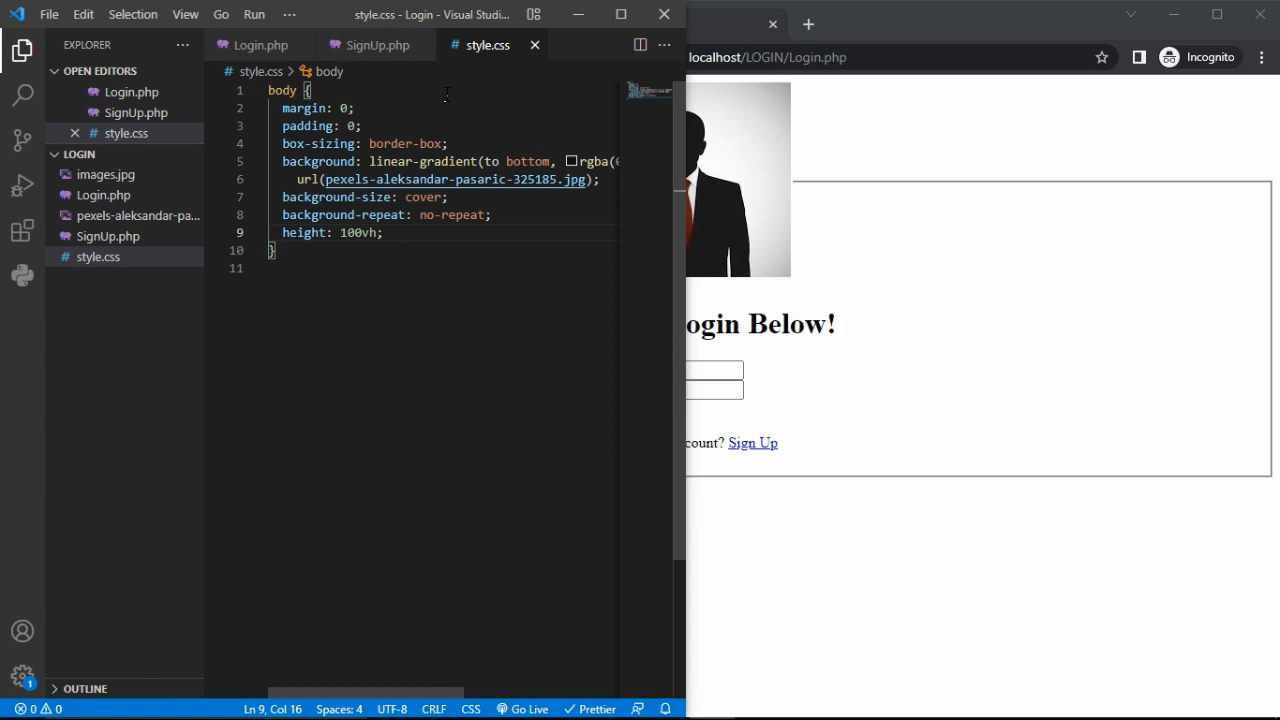 File Edit Selection View Go Run ··· style.css - Login - Visual Studi...
EXPLORER ···
Login.php SignUp.php # style.css
# style.css > body
OPEN EDITORS
Login.php
SignUp.php
# style.css
LOGIN
images.jpg
Login.php
pexels-aleksandar-pa...
SignUp.php
# style.css
OUTLINE
1 body {
2 margin: 0;
3 padding: 0;
4 box-sizing: border-box;
5 background: linear-gradient(to bottom, rgba(0
6 url(pexels-aleksandar-pasaric-325185.jpg);
7 background-size: cover;
8 background-repeat: no-repeat;
9 height: 100vh;
10 }
11
0 0 Ln 9, Col 16 Spaces: 4 UTF-8 CRLF CSS Go Live Prettier
1
localhost/LOGIN/Login.php Incognito
ogin Below!
count? Sign Up